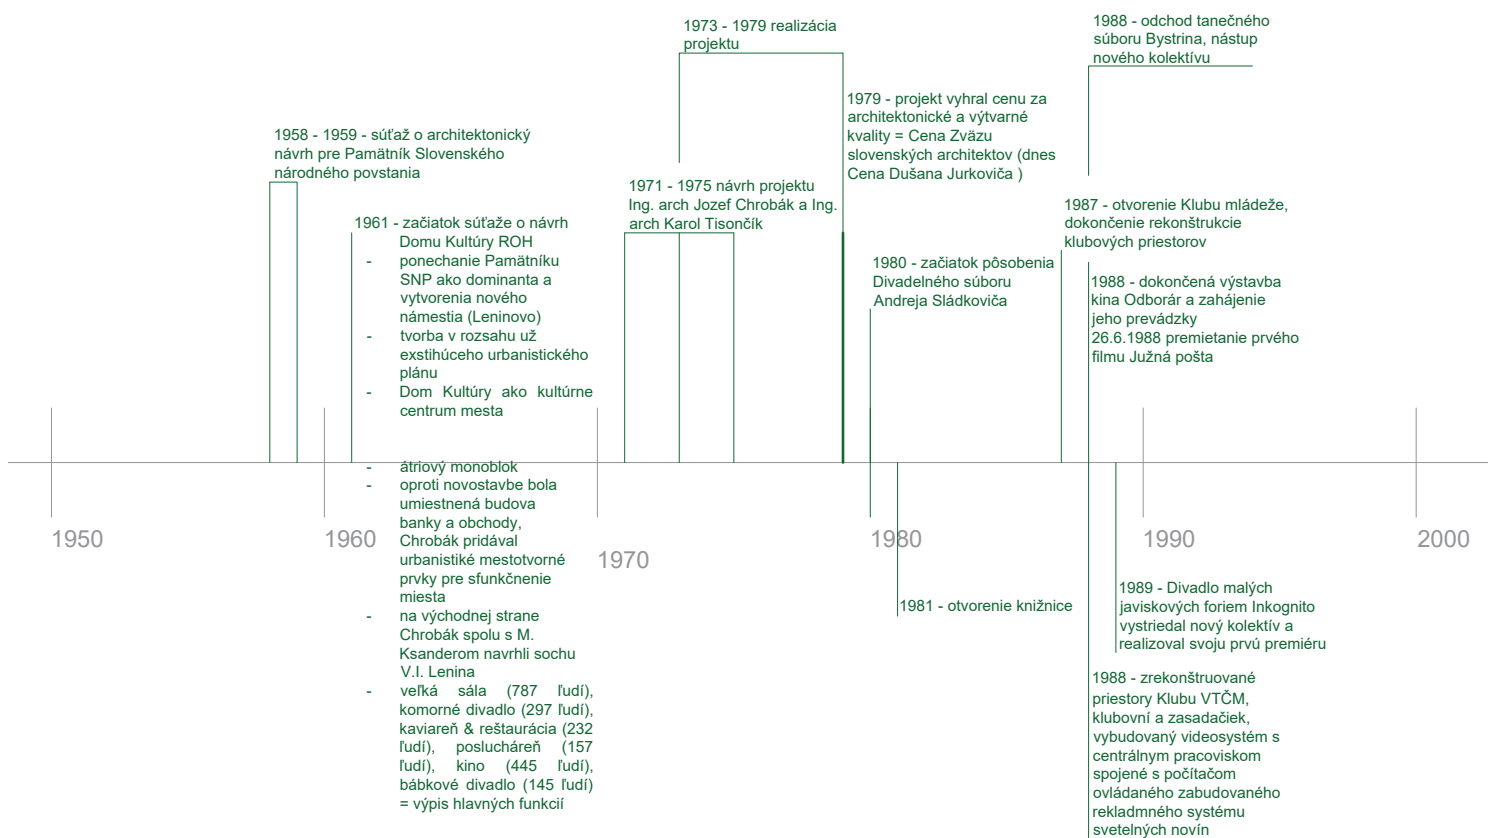 1958 - 1959 - súťaž o architektonický
návrh pre Pamätník Slovenského
národného povstania
1961 - začiatok súťaže o návrh
Domu Kultúry ROH
- ponechanie Pamätníku
SNP ako dominanta a
vytvorenia nového
námestia (Leninovo)
- tvorba v rozsahu už
exstihúceho urbanistického
plánu
- Dom Kultúry ako kultúrne
centrum mesta
- átriový monoblok
- oproti novostavbe bola
umiestnená budova
banky a obchody,
Chrobák pridával
urbanistiké mestotvorné
prvky pre sfunkčnenie
miesta
- na východnej strane
Chrobák spolu s M.
Ksanderom navrhli sochu
V.I. Lenina
- veľká sála (787 ľudí),
komorné divadlo (297 ľudí),
kaviareň & reštaurácia (232
ľudí), poslucháreň (157
ľudí), kino (445 ľudí),
bábkové divadlo (145 ľudí)
= výpis hlavných funkcií
1973 - 1979 realizácia
projektu
1971 - 1975 návrh projektu
Ing. arch Jozef Chrobák a Ing.
arch Karol Tisončík
1979 - projekt vyhral cenu za
architektonické a výtvarné
kvality = Cena Zväzu
slovenských architektov (dnes
Cena Dušana Jurkoviča )
1980 - začiatok pôsobenia
Divadelného súboru
Andreja Sládkoviča
1981 - otvorenie knižnice
1988 - odchod tanečného
súboru Bystrina, nástup
nového kolektívu
1987 - otvorenie Klubu mládeže,
dokončenie rekonštrukcie
klubových priestorov
1988 - dokončená výstavba
kina Odborár a zahájenie
jeho prevádzky
26.6.1988 premietanie prvého
filmu Južná pošta
1989 - Divadlo malých
javiskových foriem Inkognito
vystriedal nový kolektív a
realizoval svoju prvú premiéru
1988 - zrekonštruované
priestory Klubu VTČM,
klubovní a zasadačiek,
vybudovaný videosystém s
centrálnym pracoviskom
spojené s počítačom
ovládaného zabudovaného
rekladmného systému
svetelných novín
1950
1960
1970
1980
1990
2000